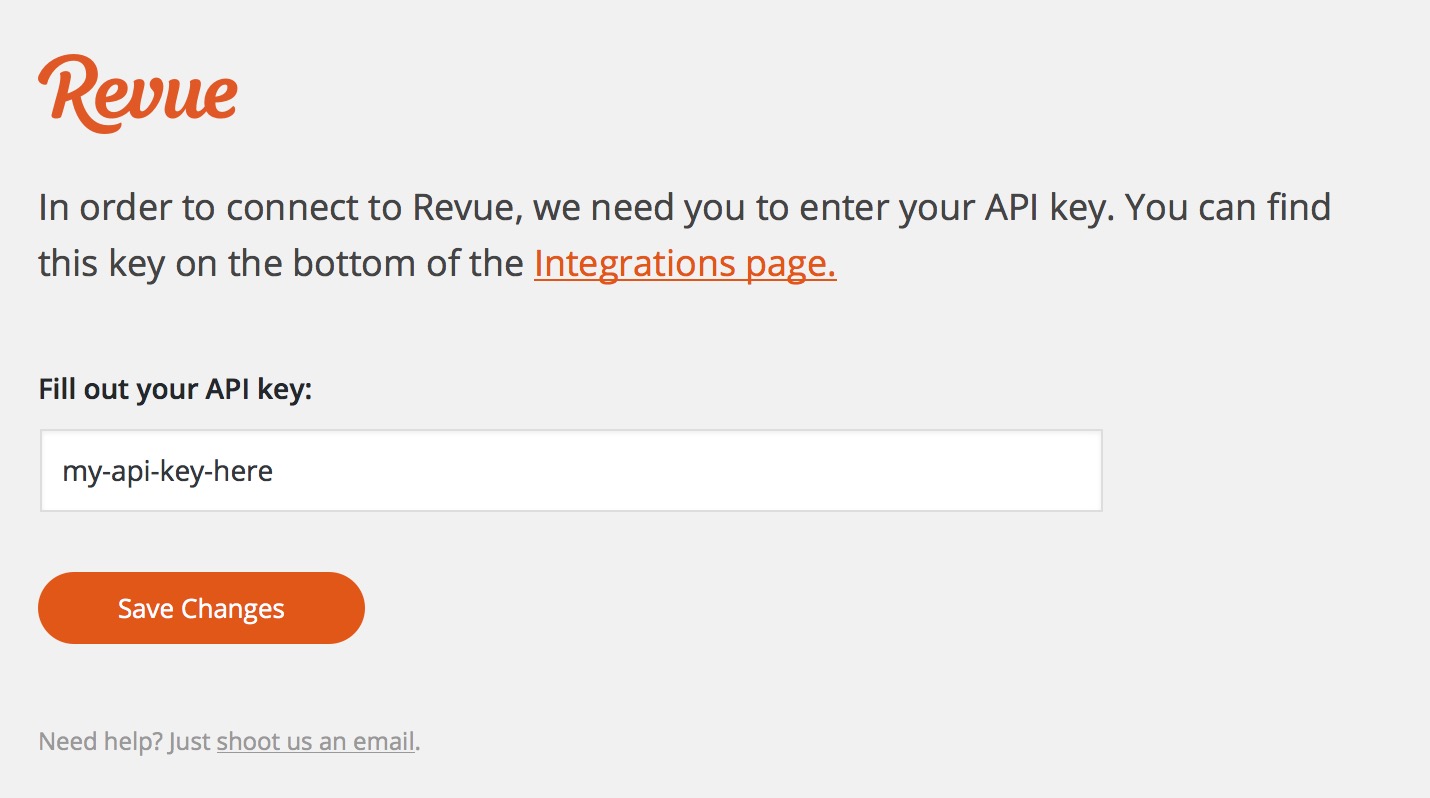 Revue
In order to connect to Revue, we need you to enter your API key. You can find
this key on the bottom of the Integrations page.
Fill out your API key:
my-api-key-here
Save Changes
Need help? Just shoot us an email.